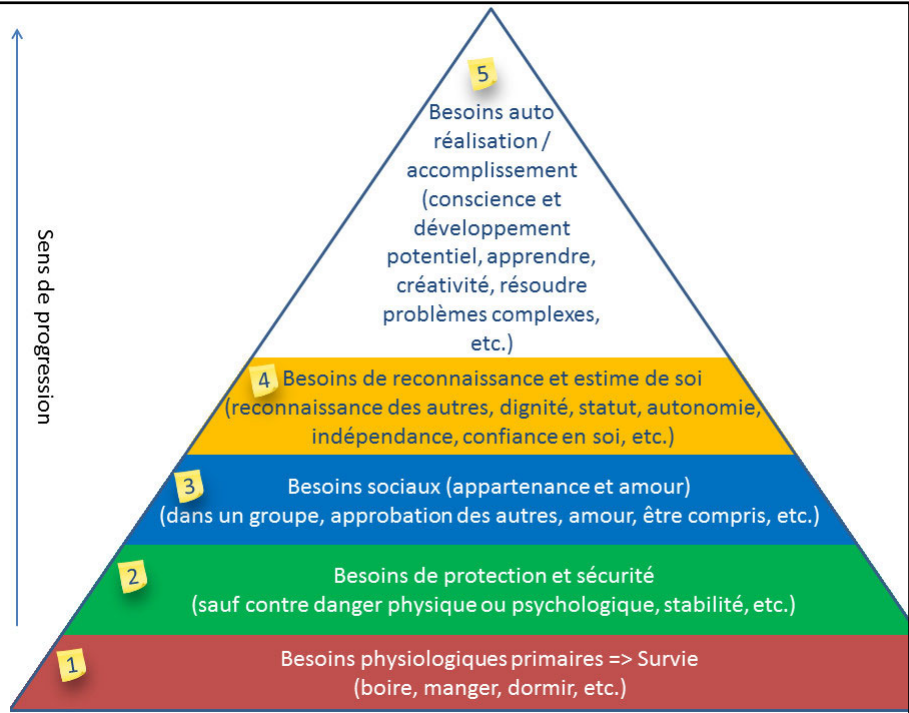 Sens de progression
5
Besoins auto
réalisation /
accomplissement
(conscience et
développement
potentiel, apprendre,
créativité, résoudre
problèmes complexes,
etc.)
4
Besoins de reconnaissance et estime de soi
(reconnaissance des autres, dignité, statut, autonomie,
indépendance, confiance en soi, etc.)
3
Besoins sociaux (appartenance et amour)
(dans un groupe, approbation des autres, amour, être compris, etc.)
2
Besoins de protection et sécurité
(sauf contre danger physique ou psychologique, stabilité, etc.)
1
Besoins physiologiques primaires => Survie
(boire, manger, dormir, etc.)